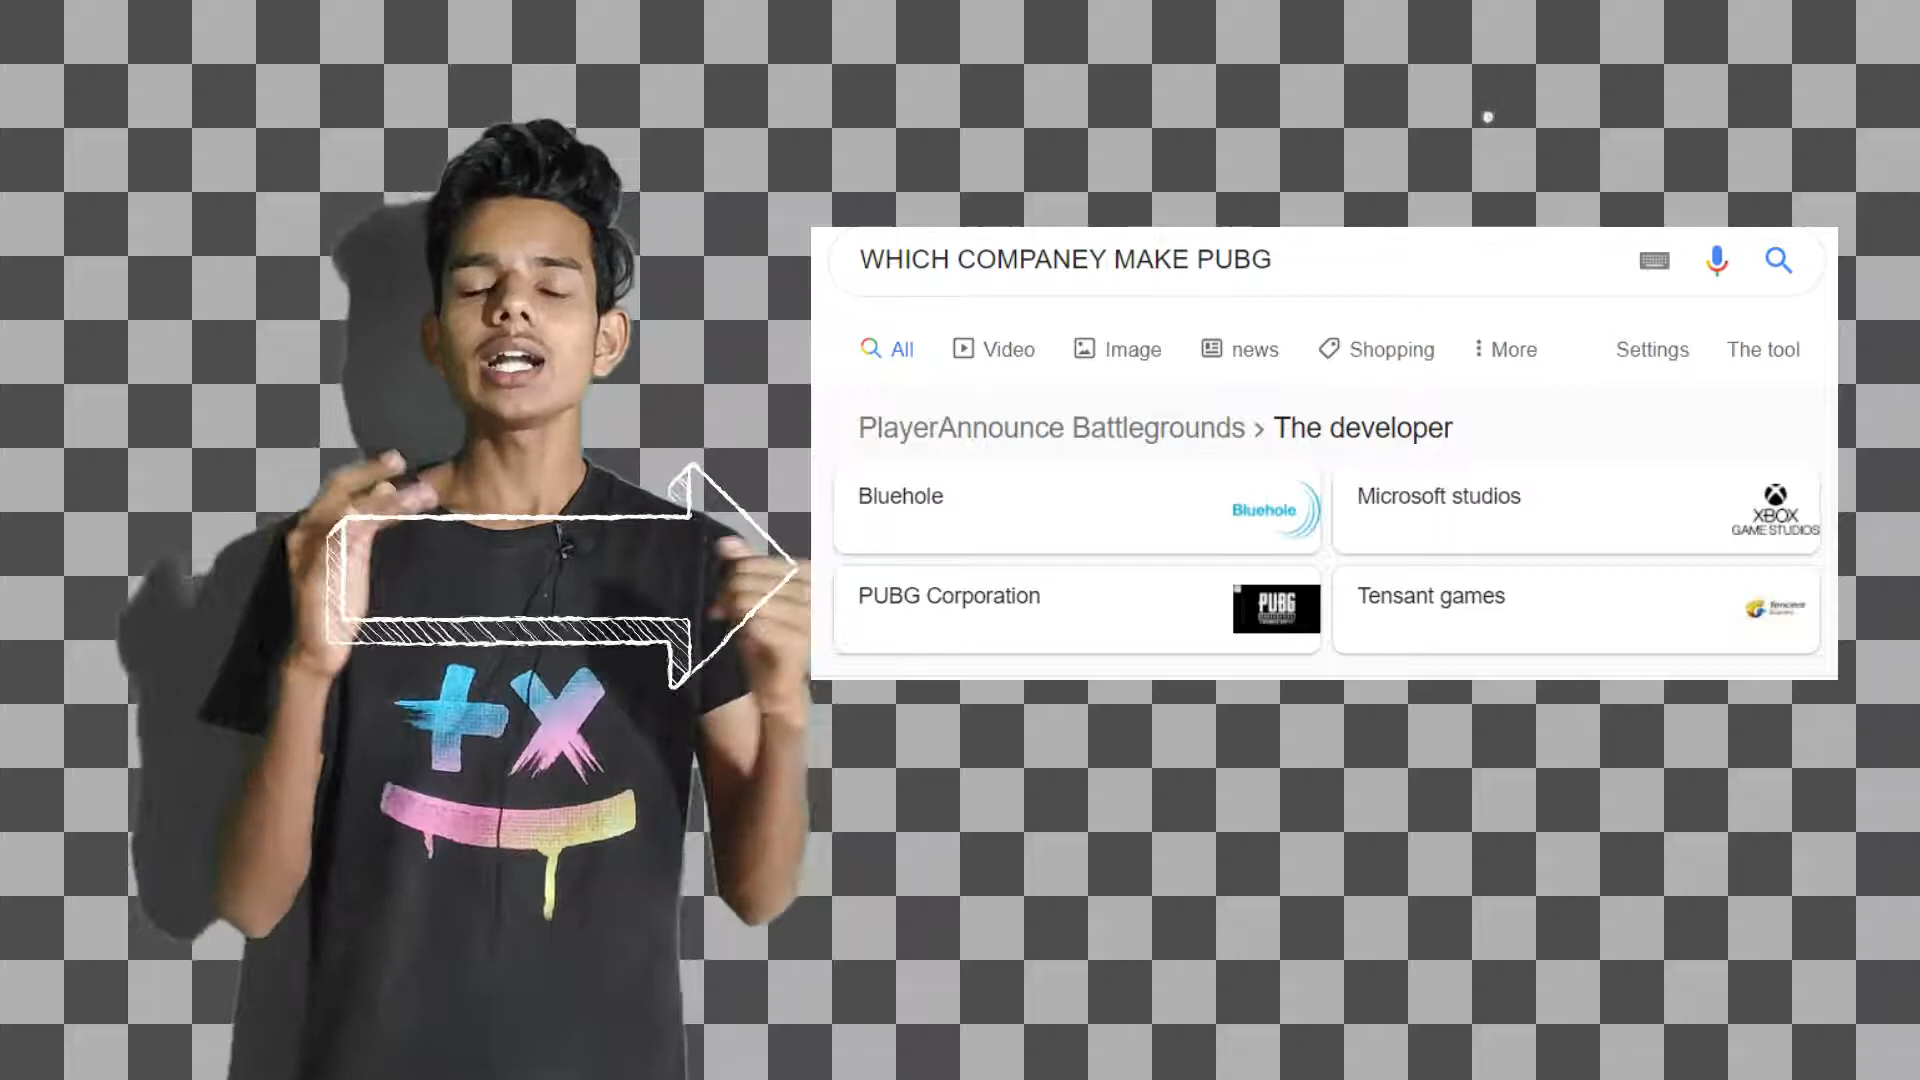 WHICH COMPANEY MAKE PUBG
All Video Image news Shopping More Settings The tool
PlayerAnnounce Battlegrounds › The developer
Bluehole Bluehole
Microsoft studios XBOX GAME STUDIOS
PUBG Corporation PUBG
Tensant games Tencent